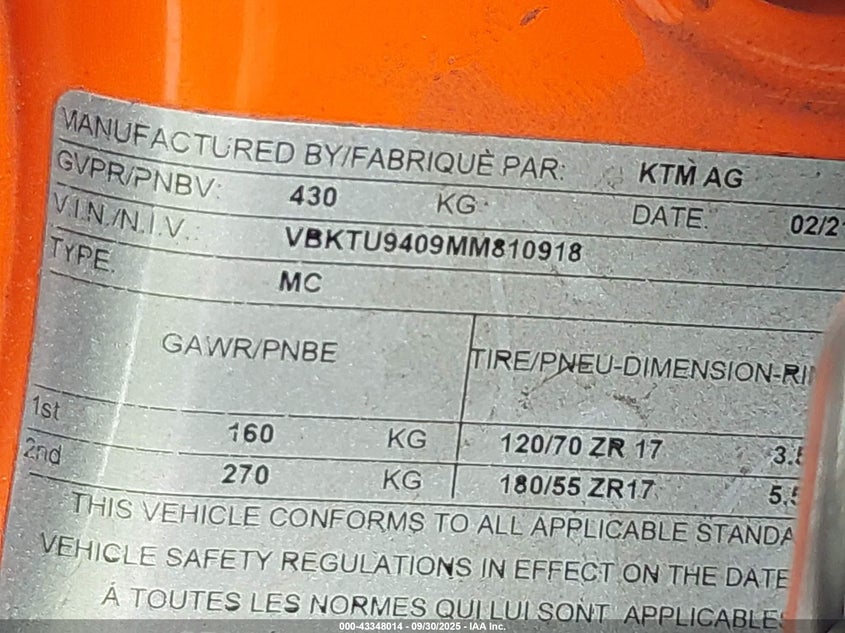 MANUFACTURED BY/FABRIQUÈ PAR: KTM AG
GVPR/PNBV: 430 KG DATE: 02/2
V.I.N./N.I.V.: VBKTU9409MM810918
TYPE: MC
GAWR/PNBE TIRE/PNEU-DIMENSION-RI
1st 160 KG 120/70 ZR 17 3.5
2nd 270 KG 180/55 ZR17 5,5
THIS VEHICLE CONFORMS TO ALL APPLICABLE STANDA
VEHICLE SAFETY REGULATIONS IN EFFECT ON THE DATE
Á TOUTES LES NORMES QUI LUI SONT APPLICABLES
000-43348014 - 09/30/2025 - IAA Inc.